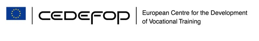 CEDEFOP
European Centre for the Development
of Vocational Training